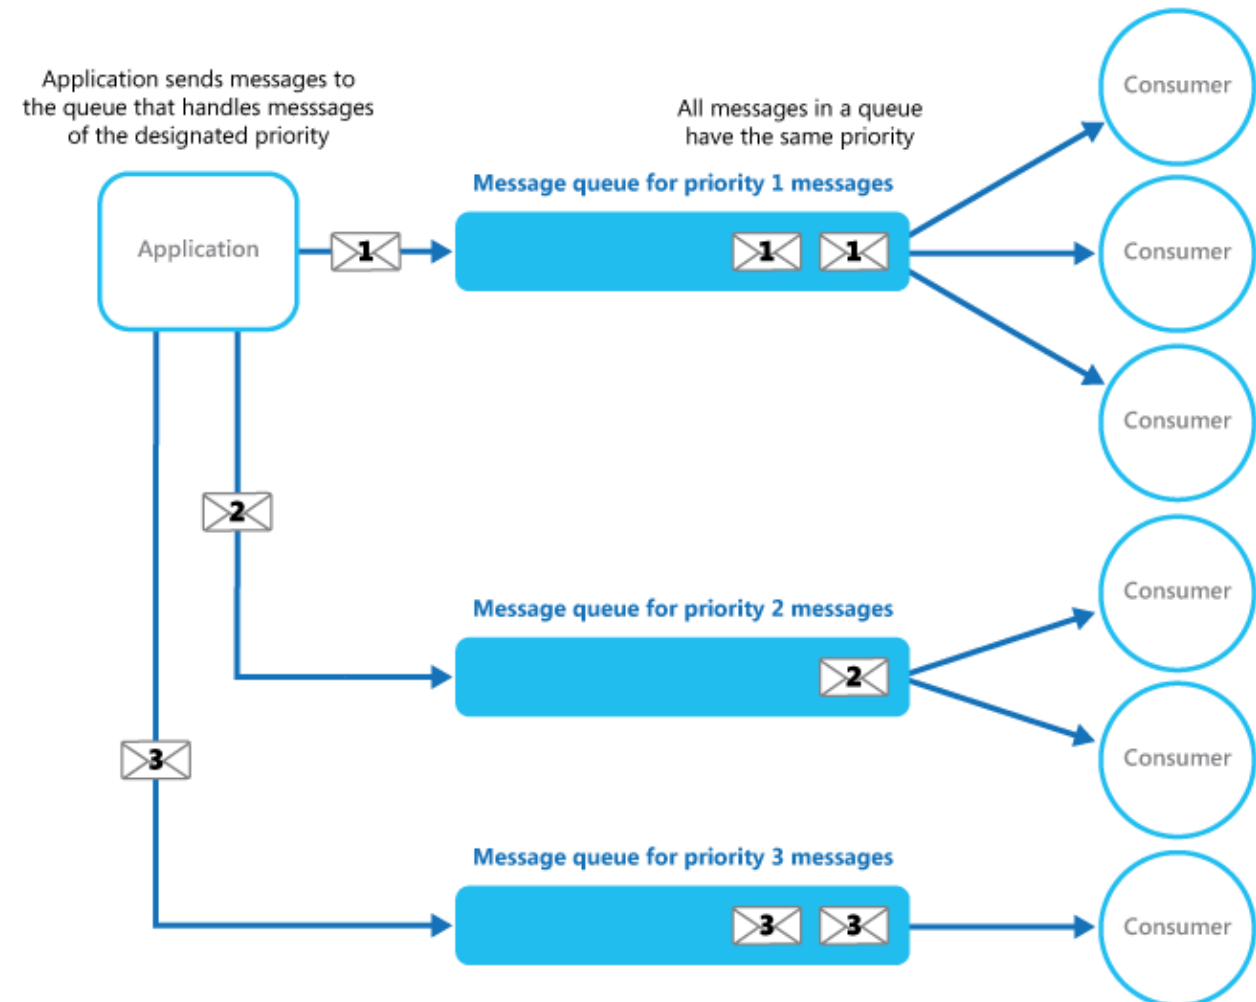 Application sends messages to
the queue that handles messsages
of the designated priority
All messages in a queue
have the same priority
Message queue for priority 1 messages
Application
1
1
1
Consumer
Consumer
Consumer
2
Message queue for priority 2 messages
2
Consumer
Consumer
3
Message queue for priority 3 messages
3
3
Consumer